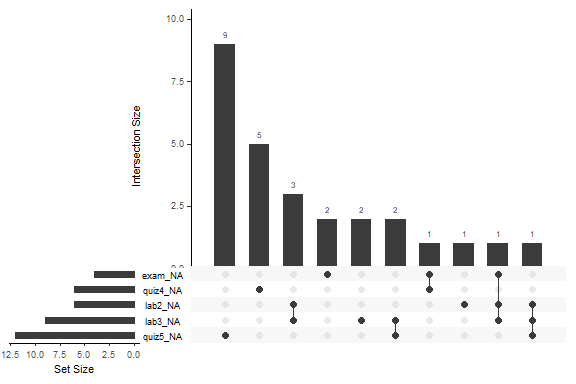 10.0
9
7.5
Intersection Size
5
5.0
3
2.5
2 2 2
1 1 1 1
0.0
exam_NA
quiz4_NA
lab2_NA
lab3_NA
quiz5_NA
12.5 10.0 7.5 5.0 2.5 0.0
Set Size